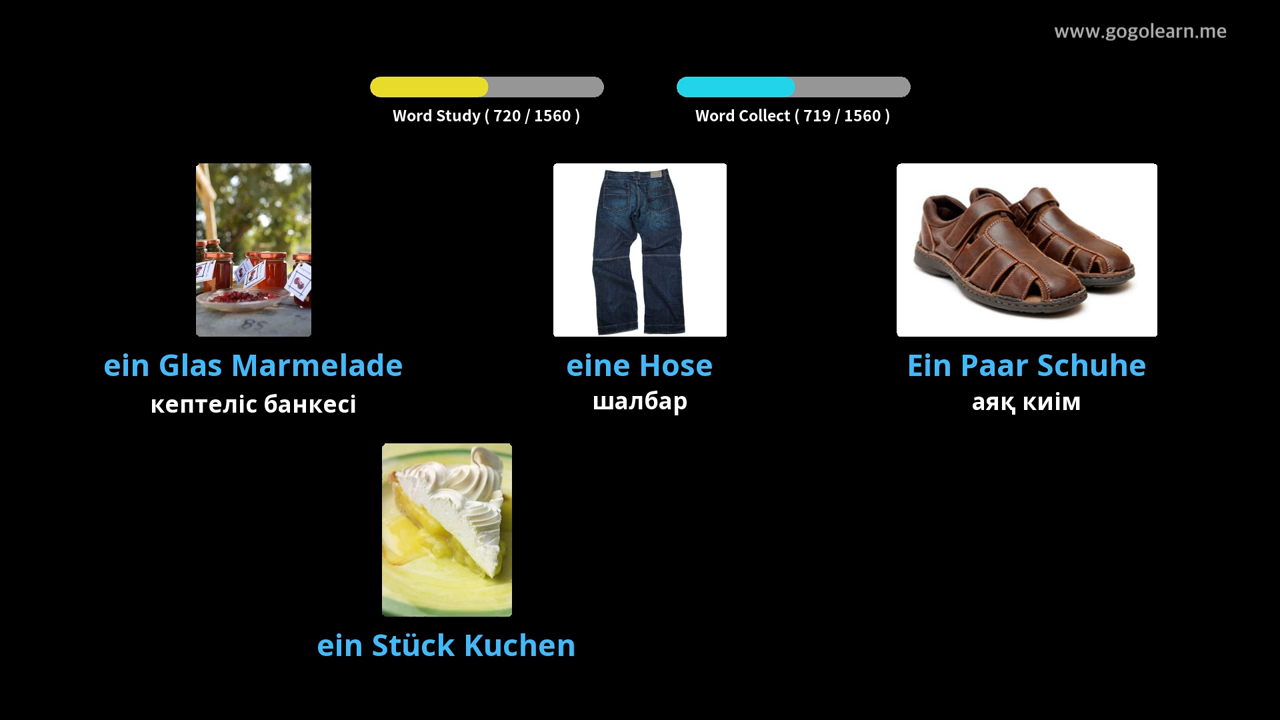 www.gogolearn.me
Word Study ( 720 / 1560 )
Word Collect ( 719 / 1560 )
ein Glas Marmelade
кептеліс банкесі
eine Hose
шалбар
Ein Paar Schuhe
аяқ киім
ein Stück Kuchen